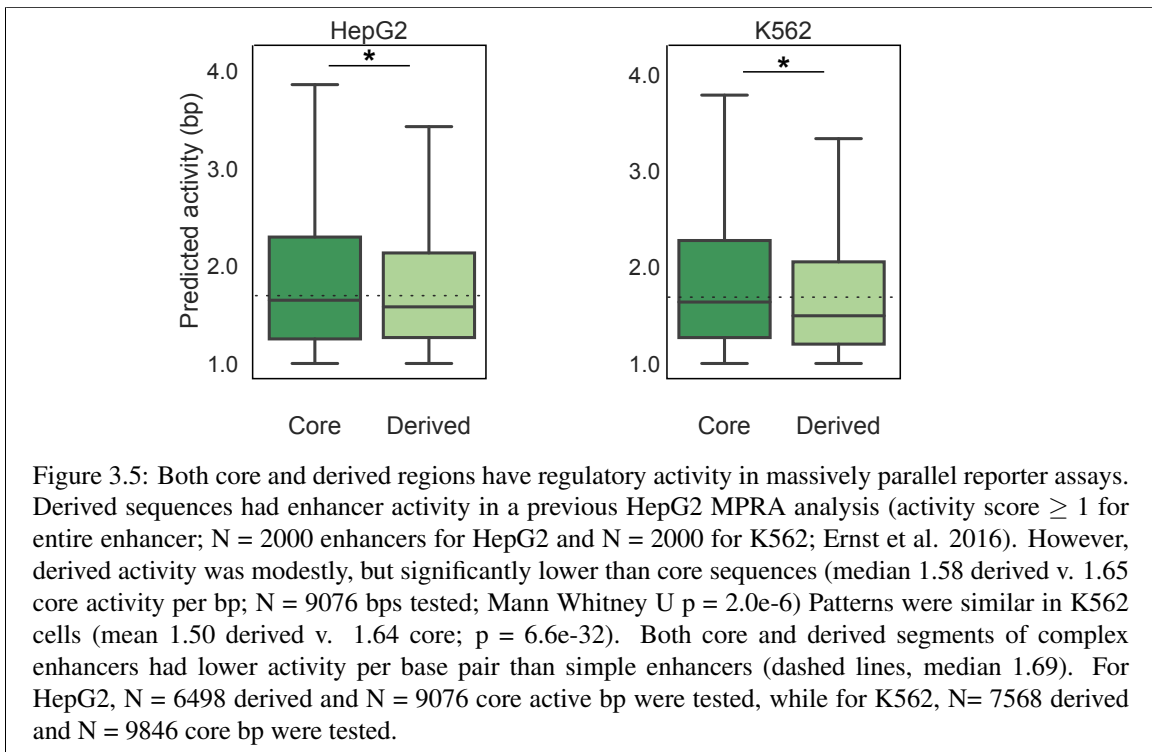 HepG2
K562
*
*
Predicted activity (bp)
4.0
3.0
2.0
1.0
4.0
3.0
2.0
1.0
Core Derived
Core Derived
Figure 3.5: Both core and derived regions have regulatory activity in massively parallel reporter assays.
Derived sequences had enhancer activity in a previous HepG2 MPRA analysis (activity score ≥ 1 for
entire enhancer; N = 2000 enhancers for HepG2 and N = 2000 for K562; Ernst et al. 2016). However,
derived activity was modestly, but significantly lower than core sequences (median 1.58 derived v. 1.65
core activity per bp; N = 9076 bps tested; Mann Whitney U p = 2.0e-6) Patterns were similar in K562
cells (mean 1.50 derived v. 1.64 core; p = 6.6e-32). Both core and derived segments of complex
enhancers had lower activity per base pair than simple enhancers (dashed lines, median 1.69). For
HepG2, N = 6498 derived and N = 9076 core active bp were tested, while for K562, N= 7568 derived
and N = 9846 core bp were tested.